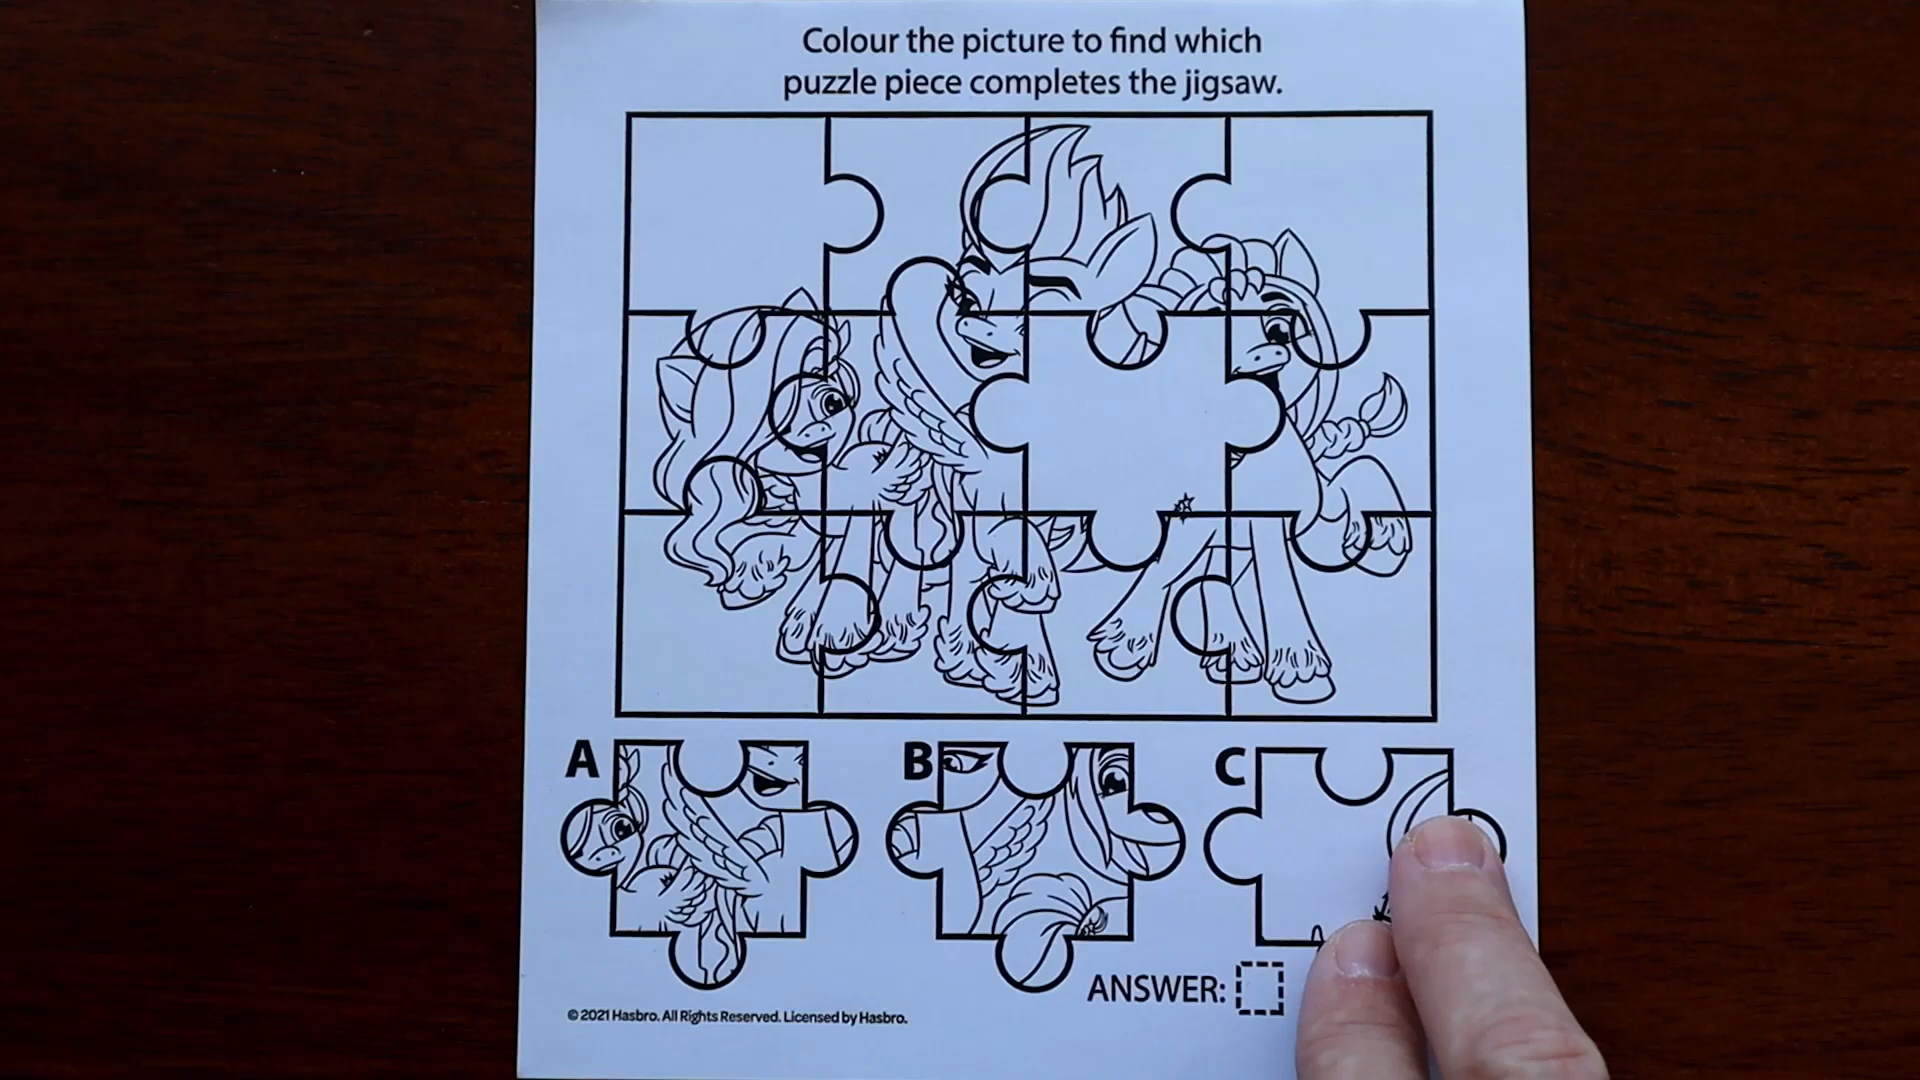 Colour the picture to find which
puzzle piece completes the jigsaw.
A
B
C
ANSWER:
© 2021 Hasbro. All Rights Reserved. Licensed by Hasbro.